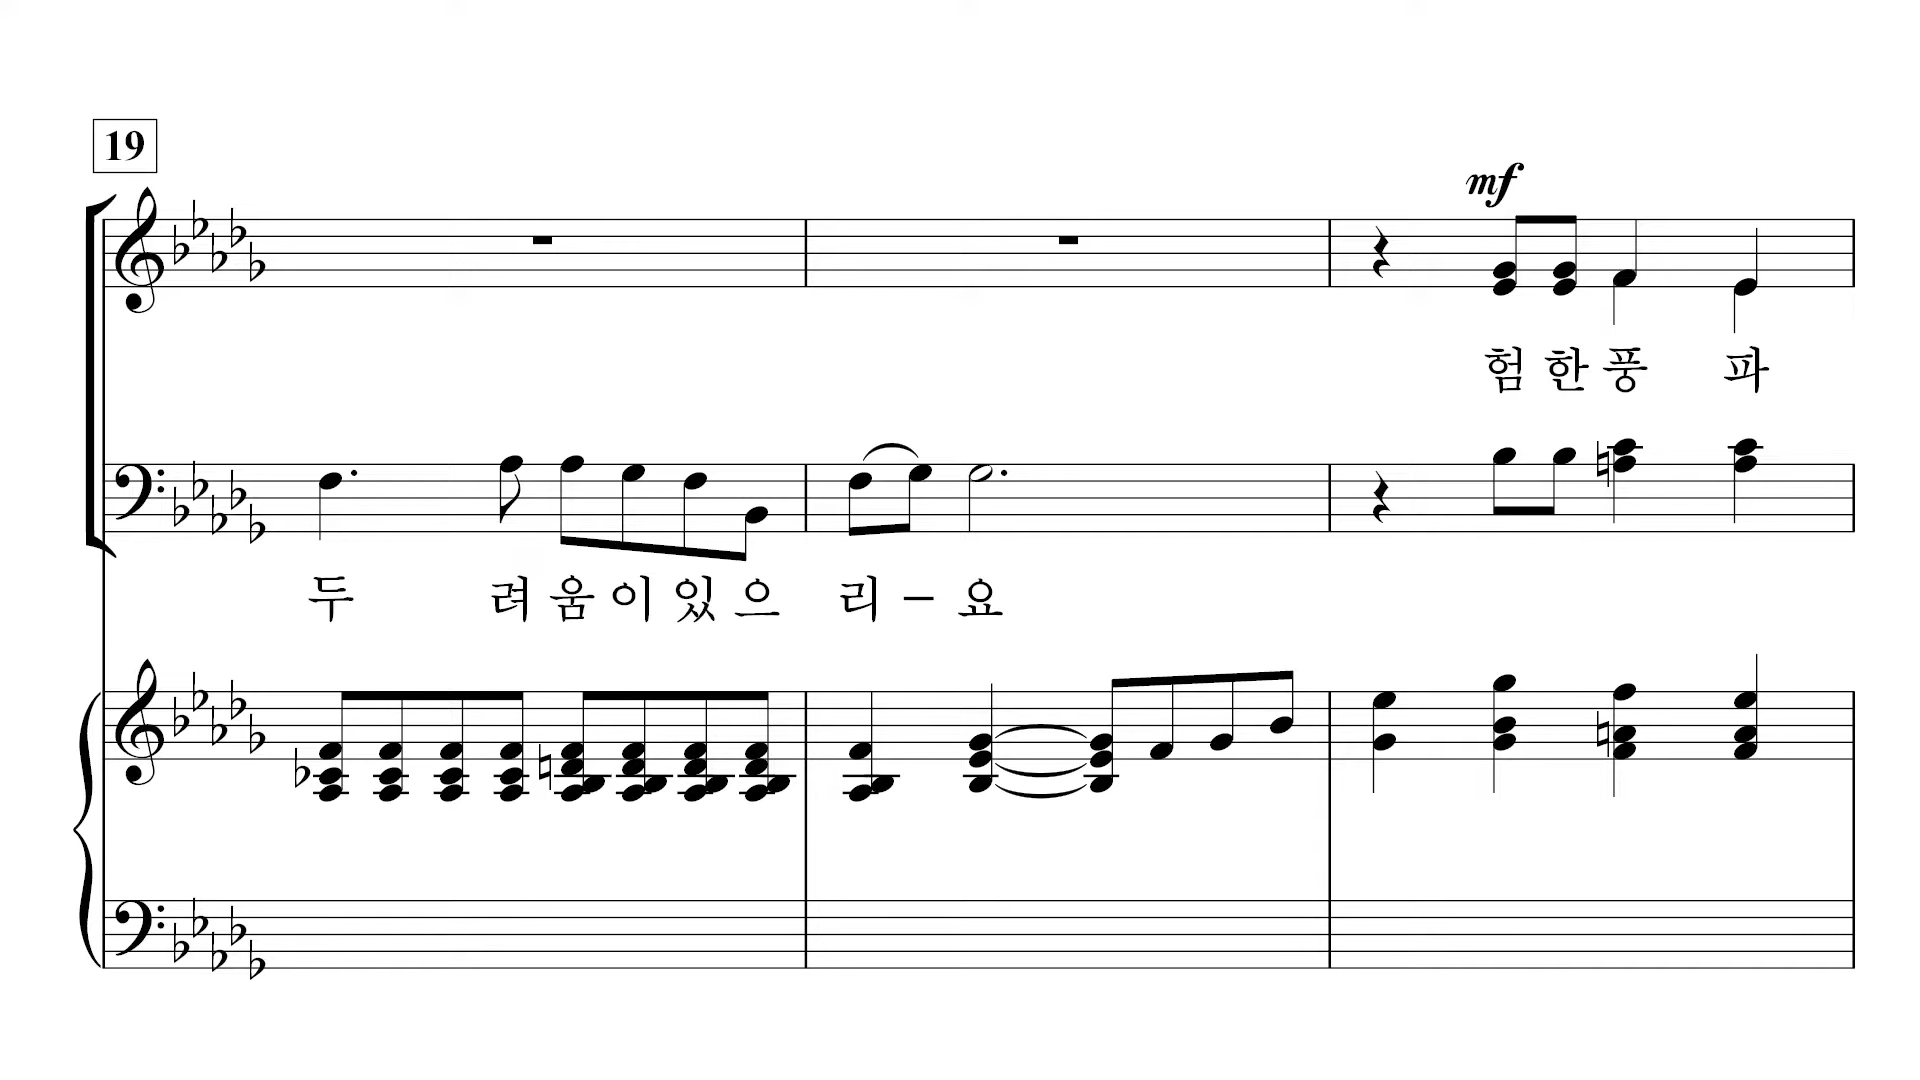 19
mf
험 한 풍 파
두 려 움 이 있 으 리 - 요